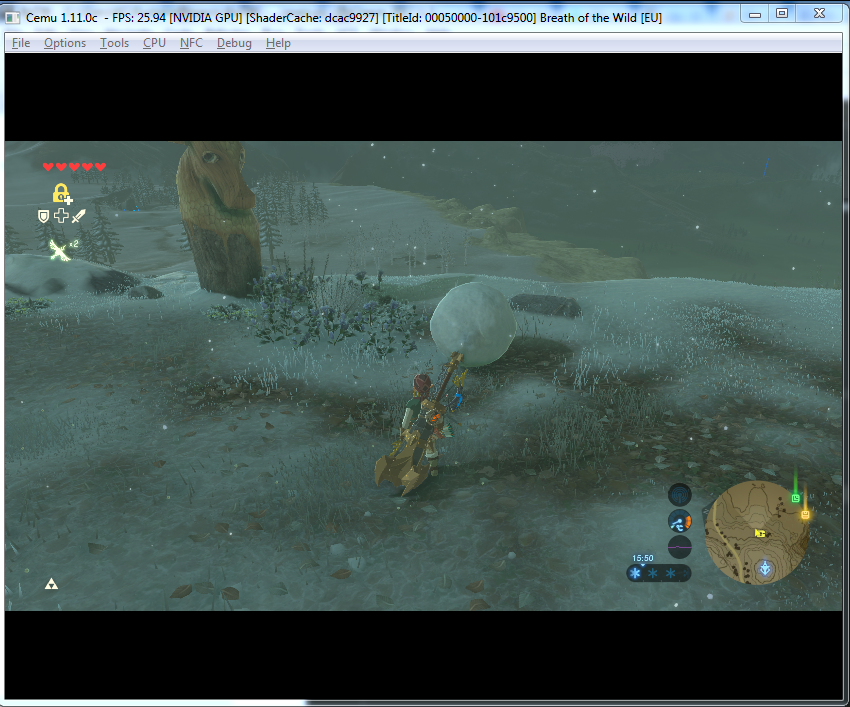 Cemu 1.11.0c - FPS: 25.94 [NVIDIA GPU] [ShaderCache: dcac9927] [TitleId: 00050000-101c9500] Breath of the Wild [EU]
File Options Tools CPU NFC Debug Help
×2
15:50